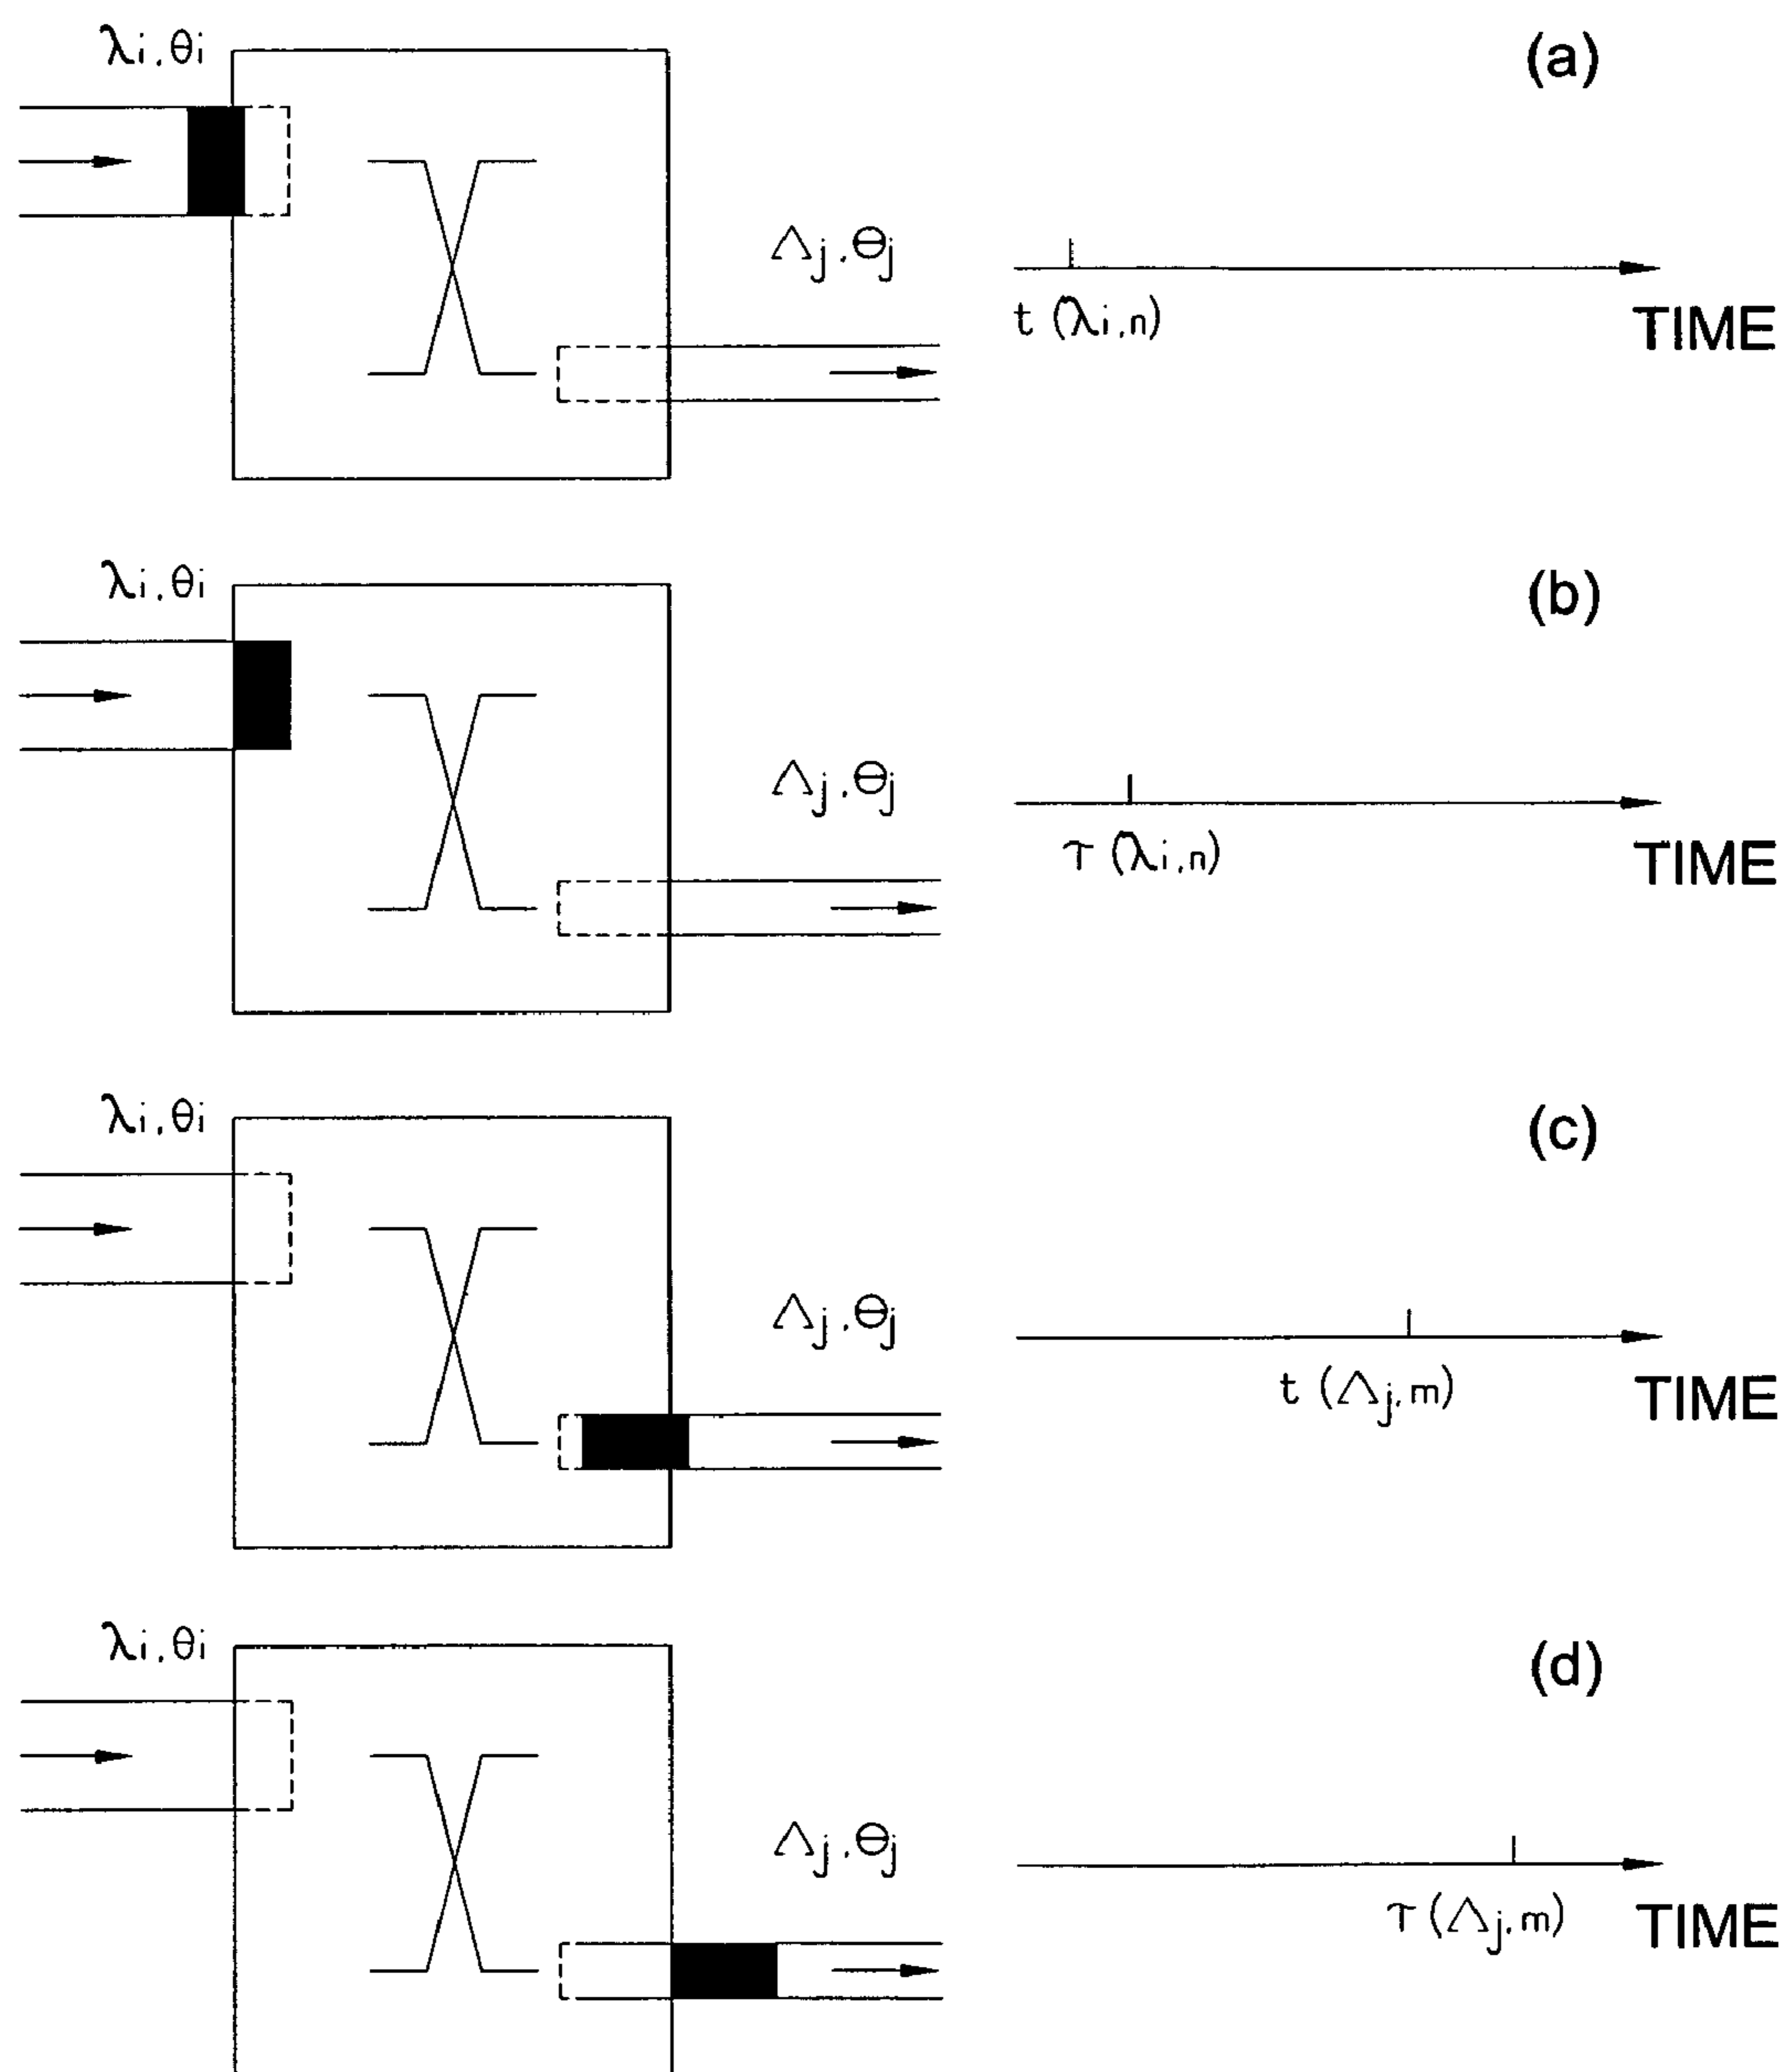 λi,θi
(a)
Λj,Θj
t (λi,n)
TIME
λi,θi
(b)
Λj,Θj
τ (λi,n)
TIME
λi,θi
(c)
Λj,Θj
t (Λj,m)
TIME
λi,θi
(d)
Λj,Θj
τ (Λj,m)
TIME